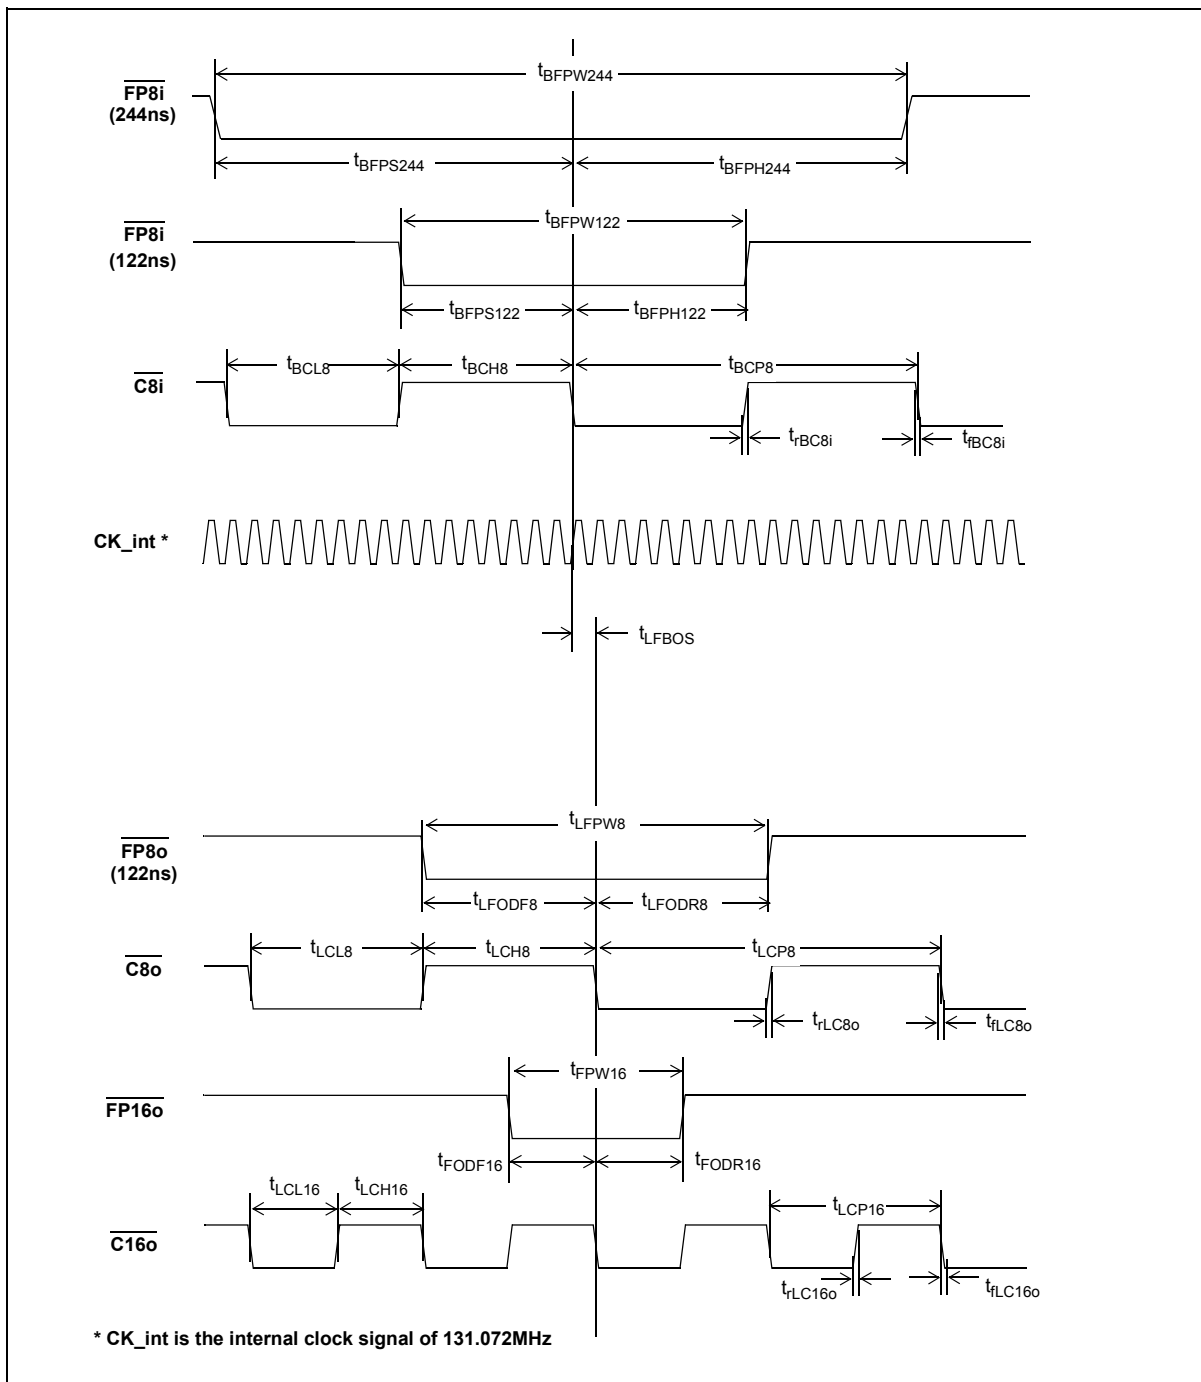 tBFPW244
FP8i
(244ns)
tBFPS244
tBFPH244
tBFPW122
FP8i
(122ns)
tBFPS122
tBFPH122
tBCL8
tBCH8
tBCP8
C8i
trBC8i
tfBC8i
CK_int *
tLFBOS
tLFPW8
FP8o
(122ns)
tLFODF8
tLFODR8
tLCL8
tLCH8
tLCP8
C8o
trLC8o
tfLC8o
tFPW16
FP16o
tFODF16
tFODR16
tLCL16
tLCH16
tLCP16
C16o
trLC16o
tfLC16o
* CK_int is the internal clock signal of 131.072MHz